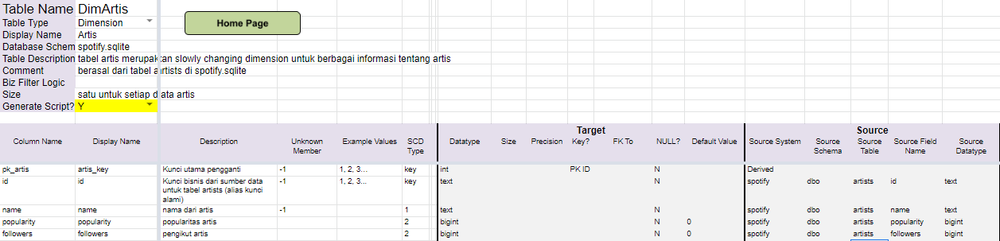 Table Name DimArtis
Table Type Dimension
Home Page
Display Name Artis
Database Schem spotify.sqlite
Table Description tabel artis merupakan slowly changing dimension untuk berbagai informasi tentang artis
Comment berasal dari tabel artists di spotify.sqlite
Biz Filter Logic
Size satu untuk setiap data artis
Generate Script? Y
Target Source
Column Name Display Name Description Unknown Member Example Values SCD Type Datatype Size Precision Key? FK To NULL? Default Value Source System Source Schema Source Table Source Field Name Source Datatype
pk_artis artis_key Kunci utama pengganti -1 1, 2, 3... key int PK ID N Derived
id id Kunci bisnis dari sumber data -1 1, 2, 3... key text N spotify dbo artists id text
untuk tabel artists (alias kunci
alami)
name name nama dari artis -1 1 text N spotify dbo artists name text
popularity popularity popularitas artis 2 bigint N 0 spotify dbo artists popularity bigint
followers followers pengikut artis 2 bigint N 0 spotify dbo artists followers bigint